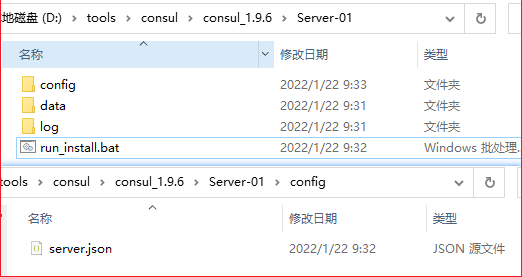 地磁盘 (D:) > tools > consul > consul_1.9.6 > Server-01
名称 修改日期 类型
config 2022/1/22 9:33 文件夹
data 2022/1/22 9:31 文件夹
log 2022/1/22 9:31 文件夹
run_install.bat 2022/1/22 9:32 Windows 批处理...
tools > consul > consul_1.9.6 > Server-01 > config
名称 修改日期 类型
server.json 2022/1/22 9:32 JSON 源文件